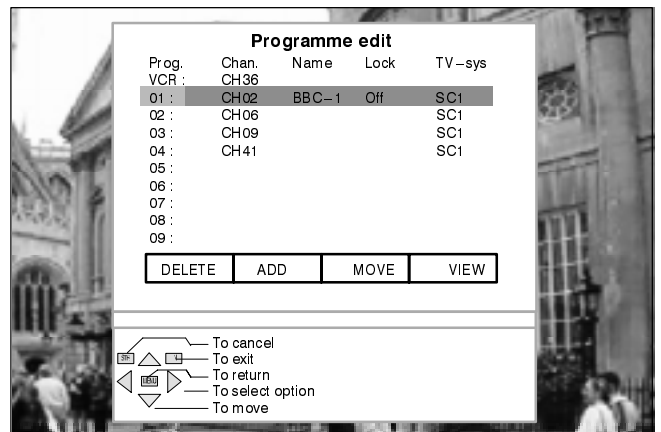 Programme edit
Prog. Chan. Name Lock TV-sys
VCR : CH36
01 : CH02 BBC-1 Off SC1
02 : CH06 SC1
03 : CH09 SC1
04 : CH41 SC1
05 :
06 :
07 :
08 :
09 :
DELETE ADD MOVE VIEW
To cancel
To exit
To return
To select option
To move
MENU